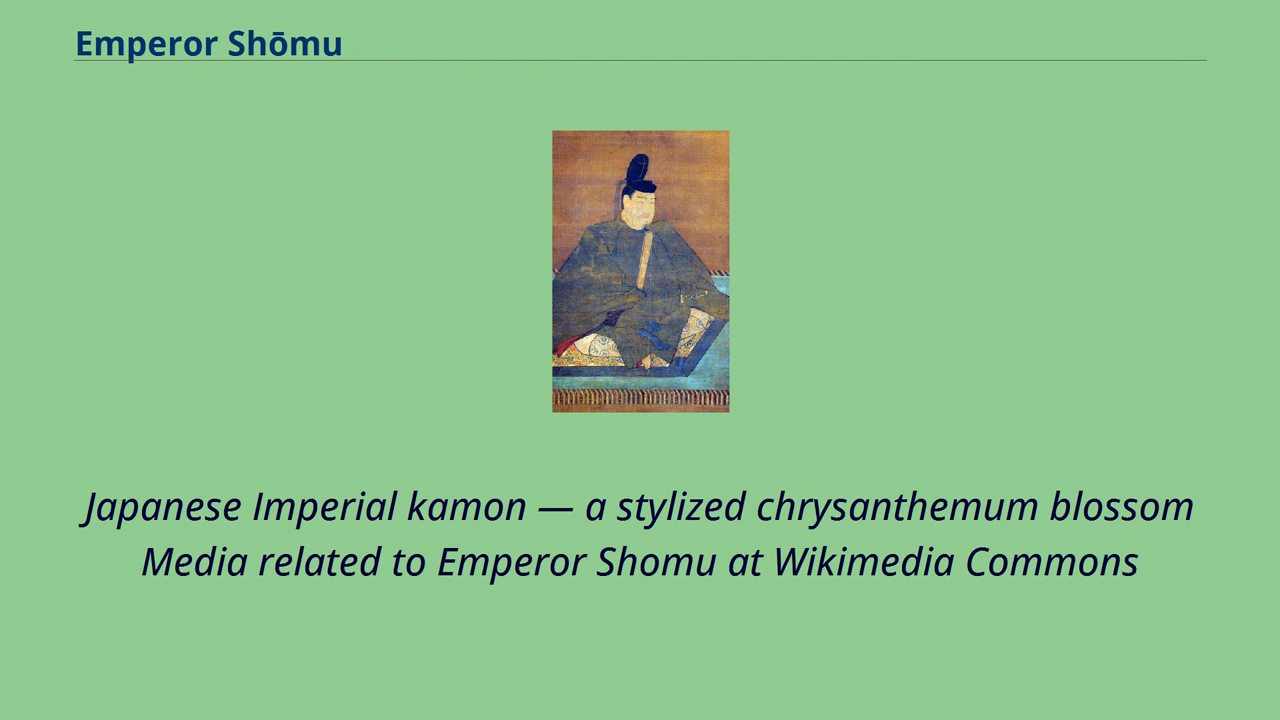 Emperor Shōmu
Japanese Imperial kamon — a stylized chrysanthemum blossom
Media related to Emperor Shomu at Wikimedia Commons